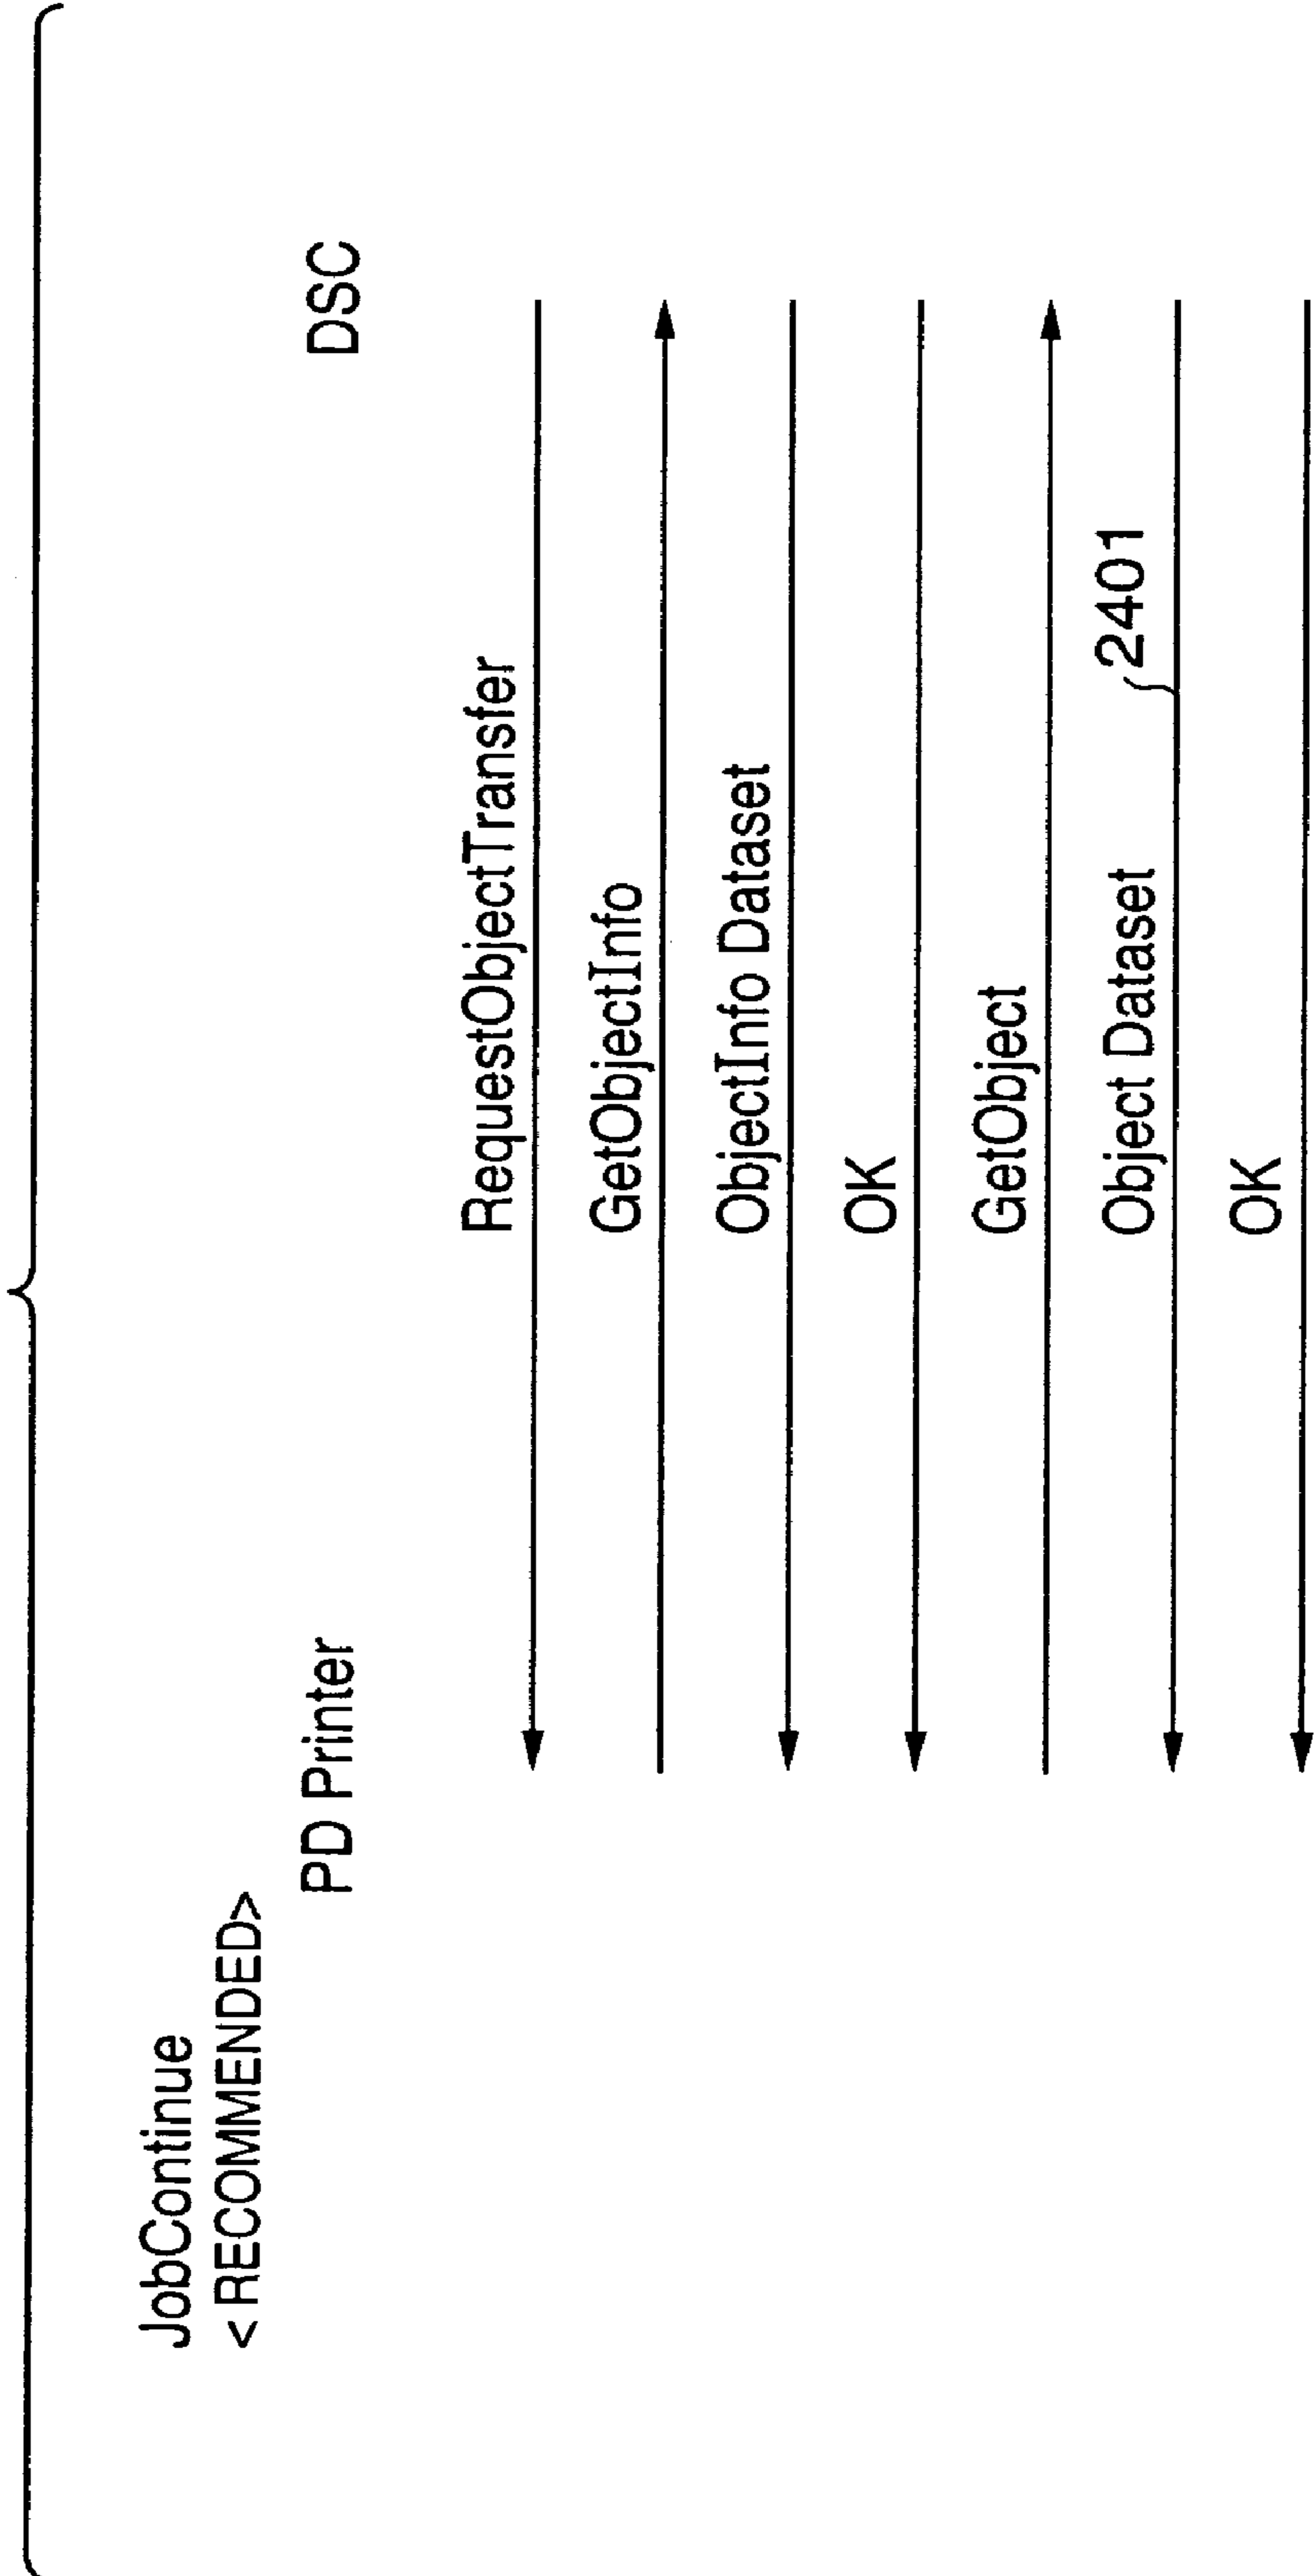 JobContinue
<RECOMMENDED>
PD Printer
DSC
RequestObjectTransfer
GetObjectInfo
ObjectInfo Dataset
OK
GetObject
Object Dataset
2401
OK